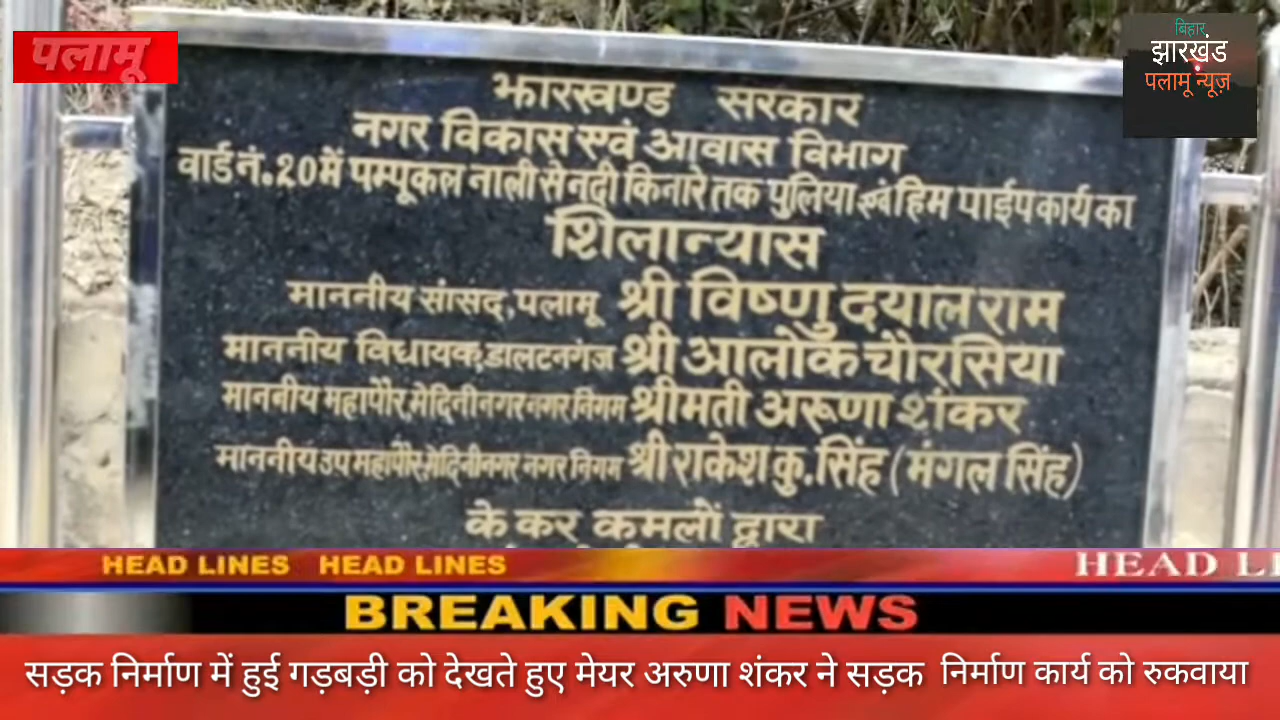 पलामू
बिहार
झारखंड
पलामू न्यूज़
झारखण्ड सरकार
नगर विकास एवं आवास विभाग
वार्ड नं.20 में पम्पूकल नाली से नदी किनारे तक पुलिया एवं हिम पाईप कार्य का
शिलान्यास
माननीय सांसद, पलामू श्री विष्णु दयाल राम
माननीय विधायक, डालटनगंज श्री आलोक चौरसिया
माननीय महापौर, मेदिनीनगर नगर निगम श्रीमती अरूणा शंकर
माननीय उप महापौर, मेदिनीनगर नगर निगम श्री राकेश कु. सिंह (मंगल सिंह)
के कर कमलों द्वारा
HEAD LINES HEAD LINES HEAD LI
BREAKING NEWS
सड़क निर्माण में हुई गड़बड़ी को देखते हुए मेयर अरुणा शंकर ने सड़क निर्माण कार्य को रुकवाया